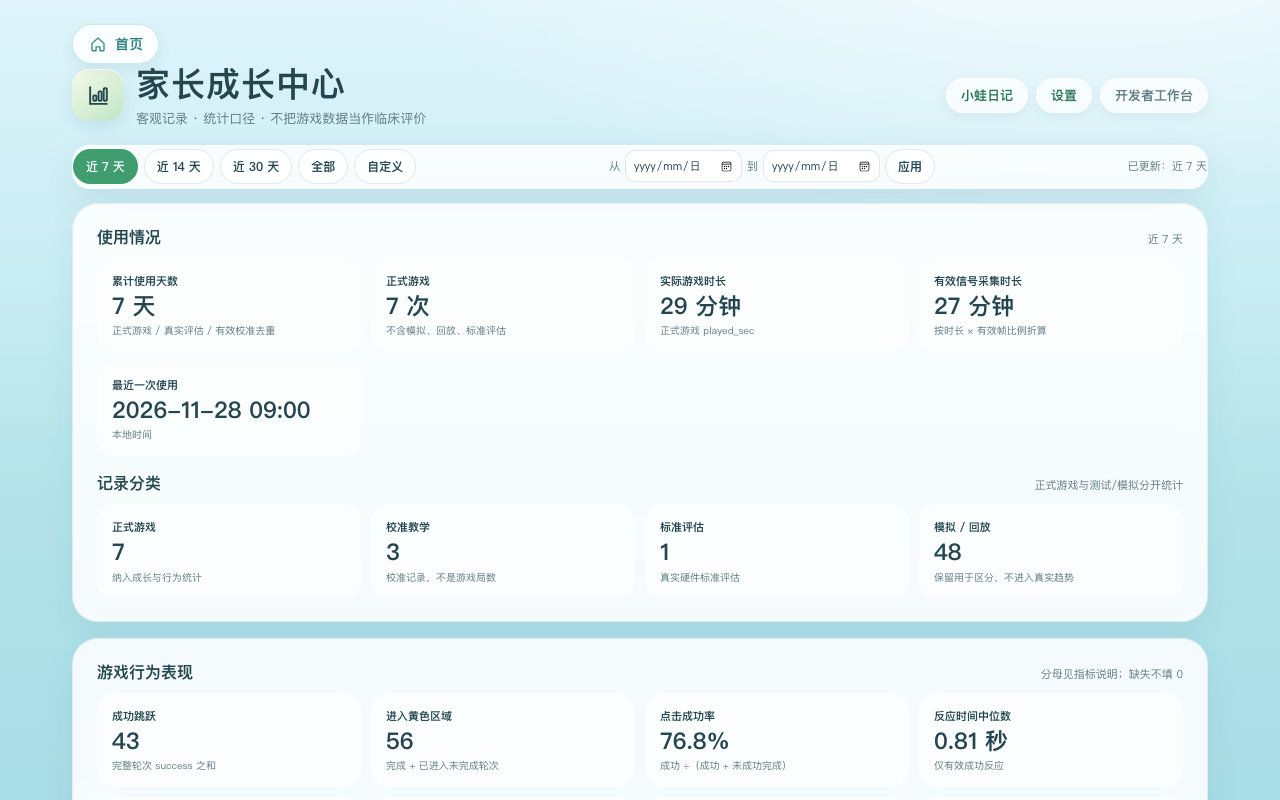 首页
家长成长中心
客观记录 · 统计口径 · 不把游戏数据当作临床评价
小蛙日记
设置
开发者工作台
近 7 天
近 14 天
近 30 天
全部
自定义
从
yyyy/mm/日
到
yyyy/mm/日
应用
已更新：近 7 天
使用情况
近 7 天
累计使用天数
7 天
正式游戏 / 真实评估 / 有效校准去重
正式游戏
7 次
不含模拟、回放、标准评估
实际游戏时长
29 分钟
正式游戏 played_sec
有效信号采集时长
27 分钟
按时长 × 有效帧比例折算
最近一次使用
2026-11-28 09:00
本地时间
记录分类
正式游戏与测试/模拟分开统计
正式游戏
7
纳入成长与行为统计
校准教学
3
校准记录，不是游戏局数
标准评估
1
真实硬件标准评估
模拟 / 回放
48
保留用于区分，不进入真实趋势
游戏行为表现
分母见指标说明；缺失不填 0
成功跳跃
43
完整轮次 success 之和
进入黄色区域
56
完成 + 已进入未完成轮次
点击成功率
76.8%
成功 ÷（成功 + 未成功完成）
反应时间中位数
0.81 秒
仅有效成功反应